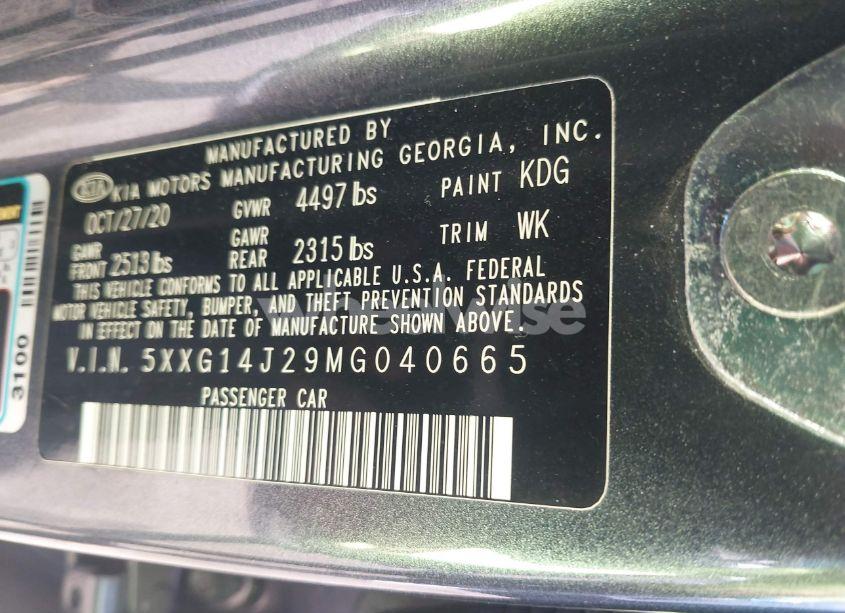 MANUFACTURED BY
KIA KIA MOTORS MANUFACTURING GEORGIA, INC.
OCT/27/20 GVWR 4497 lbs PAINT KDG
GAWR FRONT 2513 lbs GAWR REAR 2315 lbs TRIM WK
THIS VEHICLE CONFORMS TO ALL APPLICABLE U.S.A. FEDERAL
MOTOR VEHICLE SAFETY, BUMPER, AND THEFT PREVENTION STANDARDS
IN EFFECT ON THE DATE OF MANUFACTURE SHOWN ABOVE.
V.I.N. 5XXG14J29MG040665
PASSENGER CAR
3100